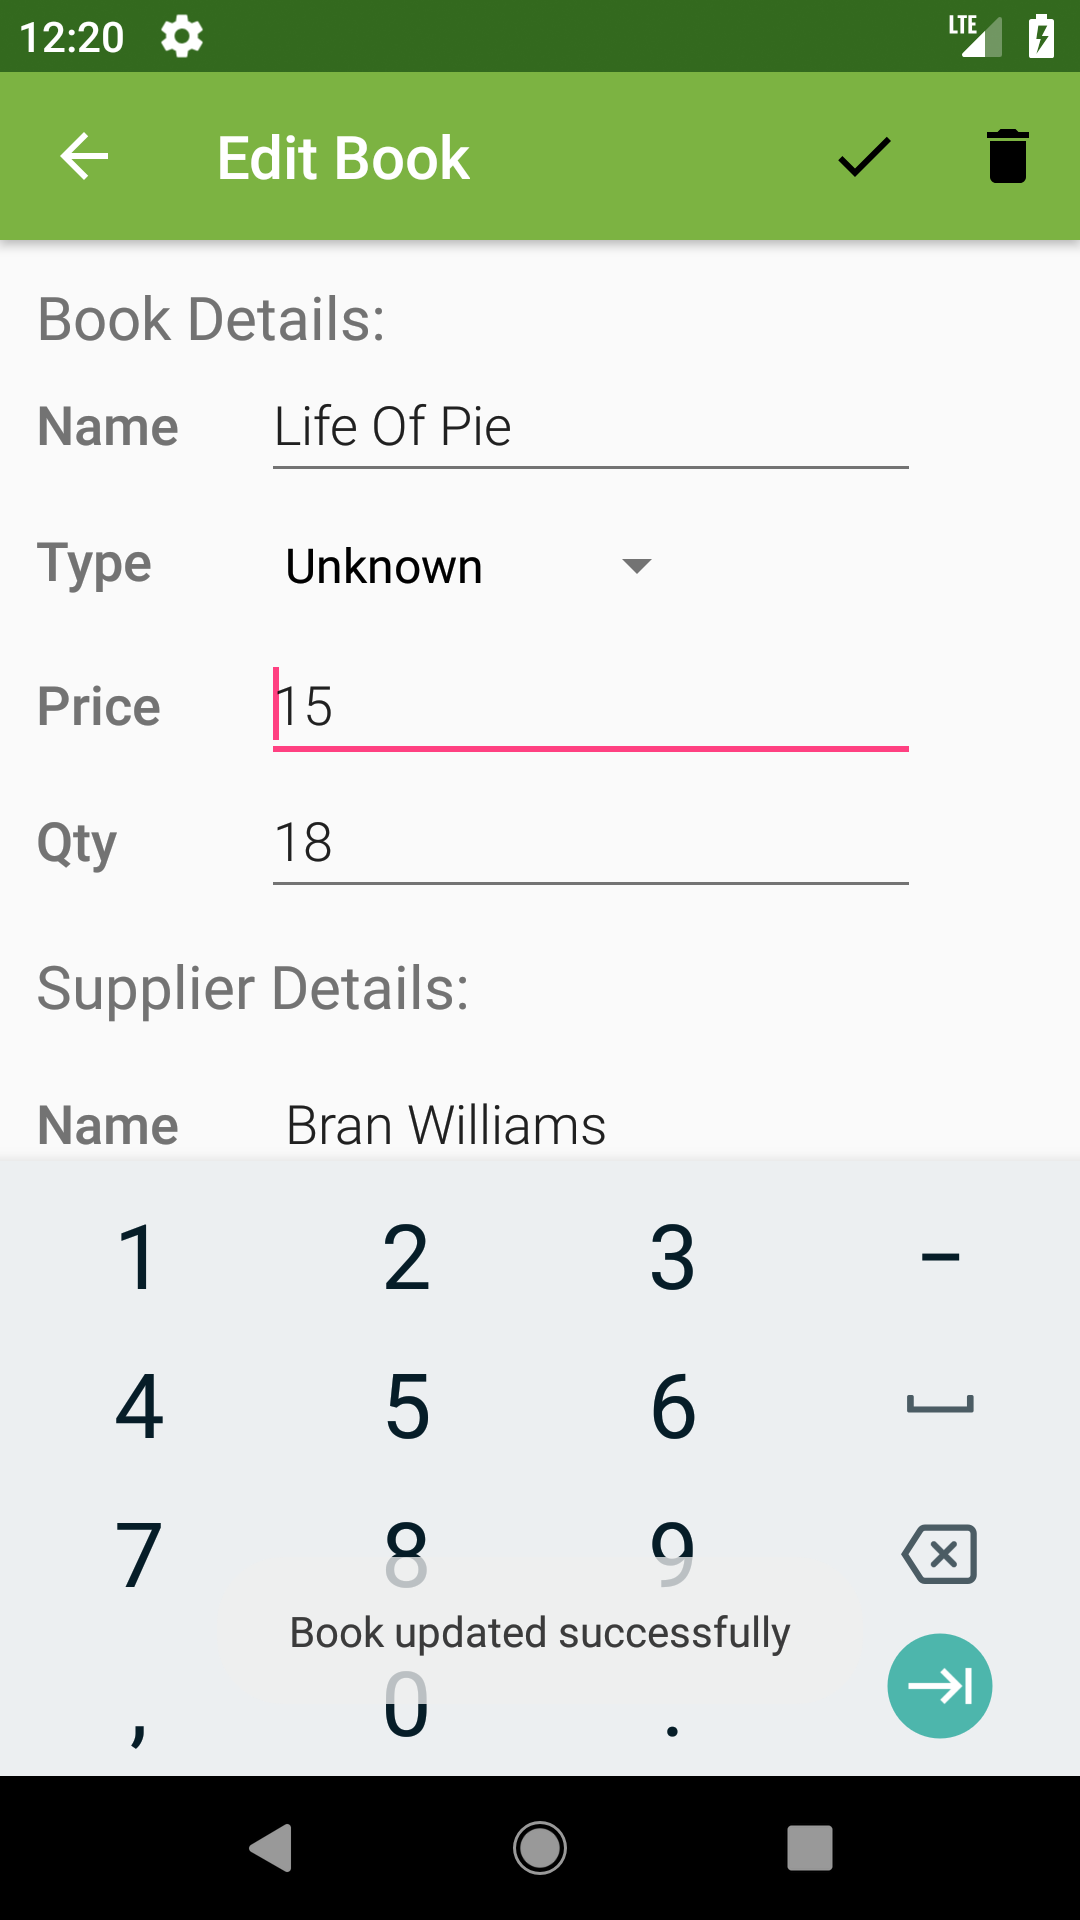 12:20 LTE
Edit Book
Book Details:
Name Life Of Pie
Type Unknown
Price 15
Qty 18
Supplier Details:
Name Bran Williams
1 2 3 –
4 5 6
7 8 9
Book updated successfully
, 0 .